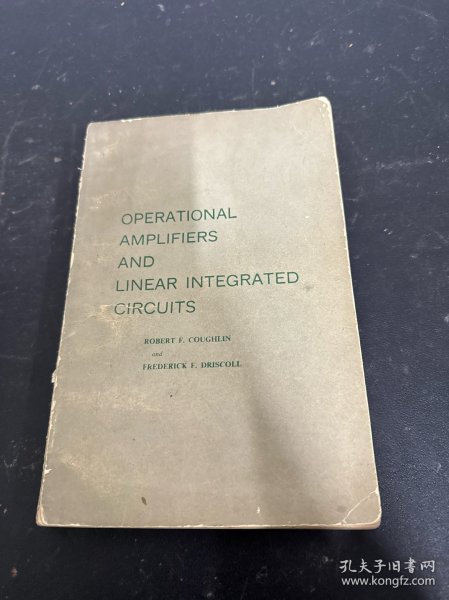 OPERATIONAL
AMPLIFIERS
AND
LINEAR INTEGRATED
CIRCUITS
ROBERT F. COUGHLIN
and
FREDERICK F. DRISCOLL
孔夫子旧书网
www.kongfz.com